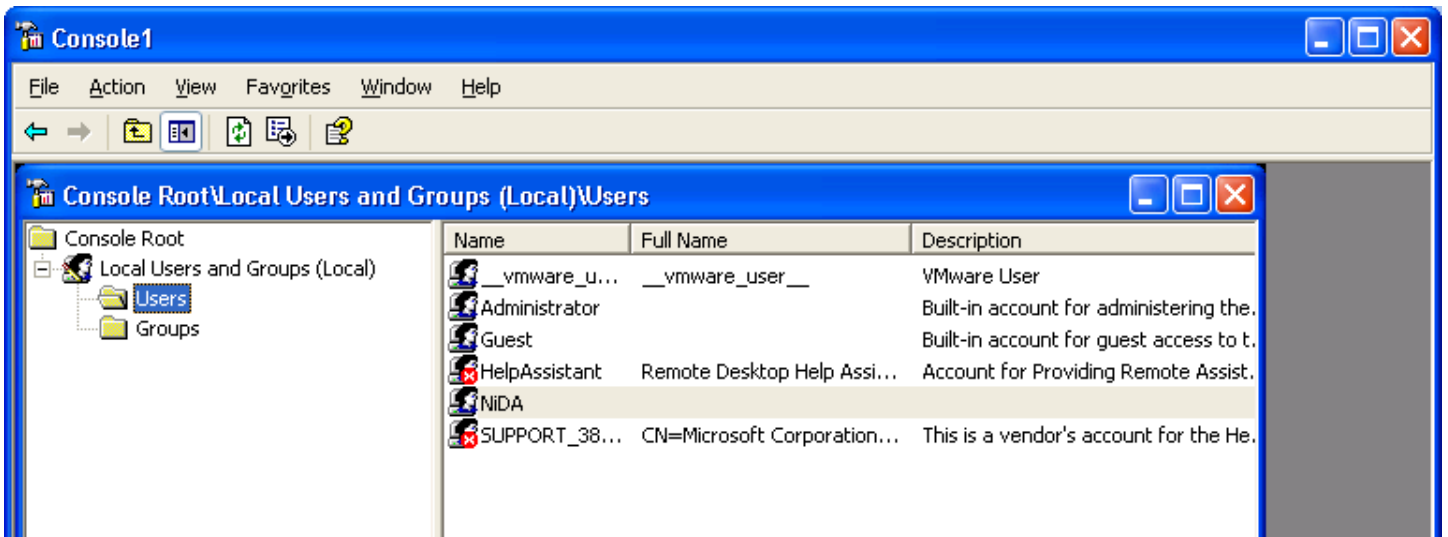 Console1
File Action View Favorites Window Help
Console Root\Local Users and Groups (Local)\Users
Console Root
Local Users and Groups (Local)
Users
Groups
Name Full Name Description
__vmware_u... __vmware_user__ VMware User
Administrator Built-in account for administering the.
Guest Built-in account for guest access to t.
HelpAssistant Remote Desktop Help Assi... Account for Providing Remote Assist.
NiDA
SUPPORT_38... CN=Microsoft Corporation... This is a vendor's account for the He.